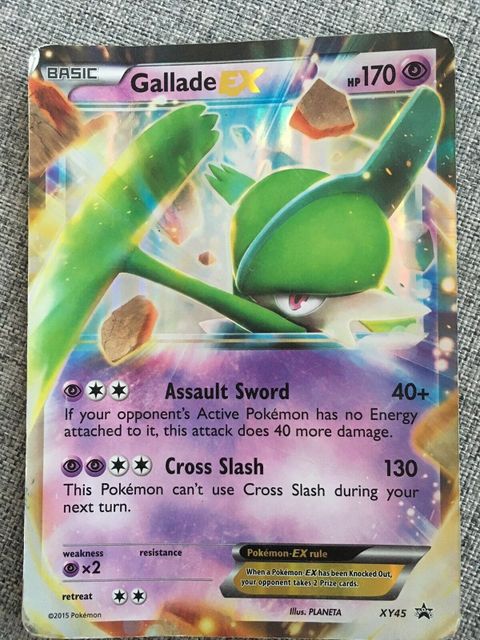 BASIC
Gallade EX
HP 170
Assault Sword 40+
If your opponent's Active Pokémon has no Energy
attached to it, this attack does 40 more damage.
Cross Slash 130
This Pokémon can't use Cross Slash during your
next turn.
weakness resistance
×2
Pokémon-EX rule
When a Pokémon-EX has been Knocked Out,
your opponent takes 2 Prize cards.
retreat
©2015 Pokémon Illus. PLANETA XY45